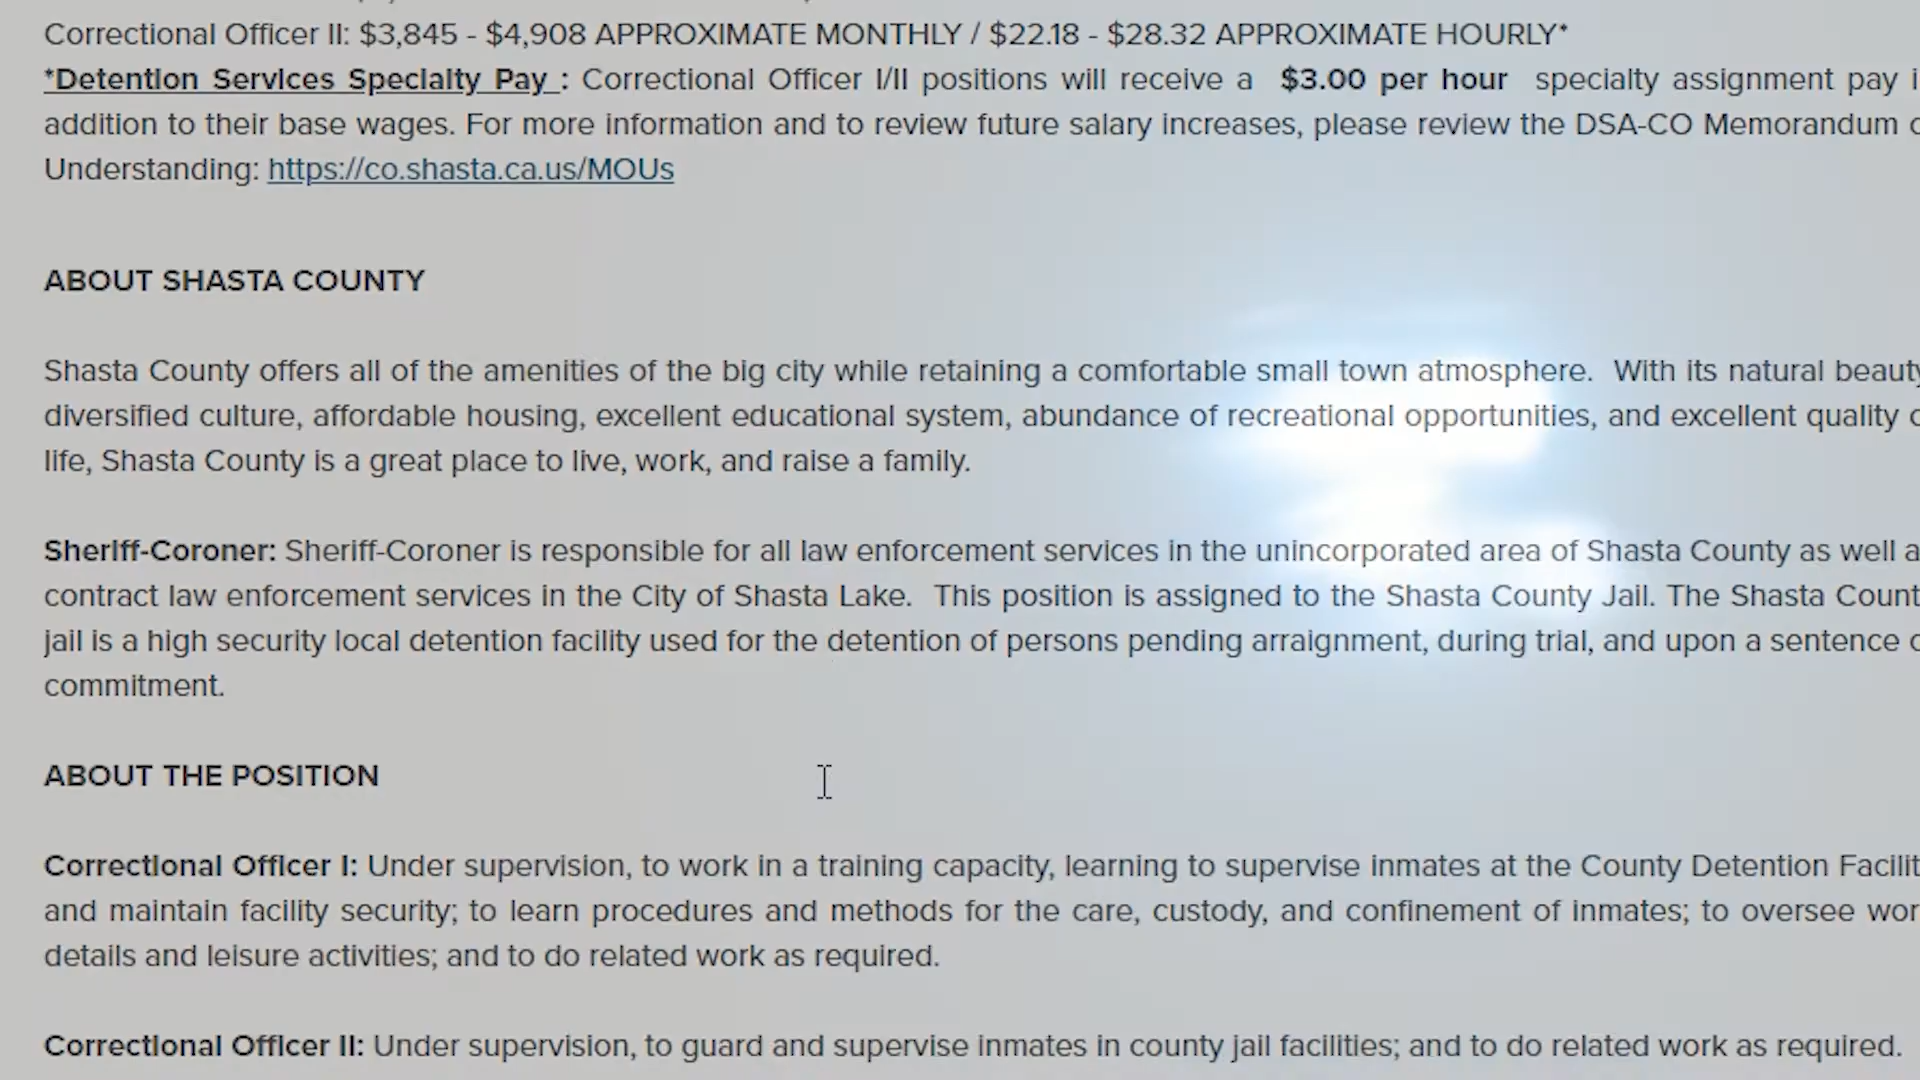 Correctional Officer II: $3,845 - $4,908 APPROXIMATE MONTHLY / $22.18 - $28.32 APPROXIMATE HOURLY*
*Detention Services Specialty Pay : Correctional Officer I/II positions will receive a $3.00 per hour specialty assignment pay
addition to their base wages. For more information and to review future salary increases, please review the DSA-CO Memorandum
Understanding: https://co.shasta.ca.us/MOUs
ABOUT SHASTA COUNTY
Shasta County offers all of the amenities of the big city while retaining a comfortable small town atmosphere. With its natural beauty
diversified culture, affordable housing, excellent educational system, abundance of recreational opportunities, and excellent quality
life, Shasta County is a great place to live, work, and raise a family.
Sheriff-Coroner: Sheriff-Coroner is responsible for all law enforcement services in the unincorporated area of Shasta County as well
contract law enforcement services in the City of Shasta Lake. This position is assigned to the Shasta County Jail. The Shasta Count
jail is a high security local detention facility used for the detention of persons pending arraignment, during trial, and upon a sentence
commitment.
ABOUT THE POSITION
Correctional Officer I: Under supervision, to work in a training capacity, learning to supervise inmates at the County Detention Facilit
and maintain facility security; to learn procedures and methods for the care, custody, and confinement of inmates; to oversee wor
details and leisure activities; and to do related work as required.
Correctional Officer II: Under supervision, to guard and supervise inmates in county jail facilities; and to do related work as required.